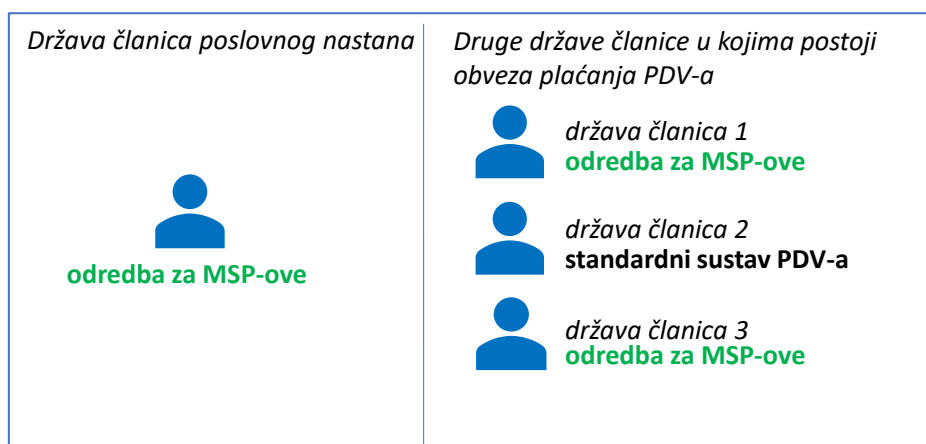 Država članica poslovnog nastana
odredba za MSP-ove
Druge države članice u kojima postoji
obveza plaćanja PDV-a
država članica 1
odredba za MSP-ove
država članica 2
standardni sustav PDV-a
država članica 3
odredba za MSP-ove